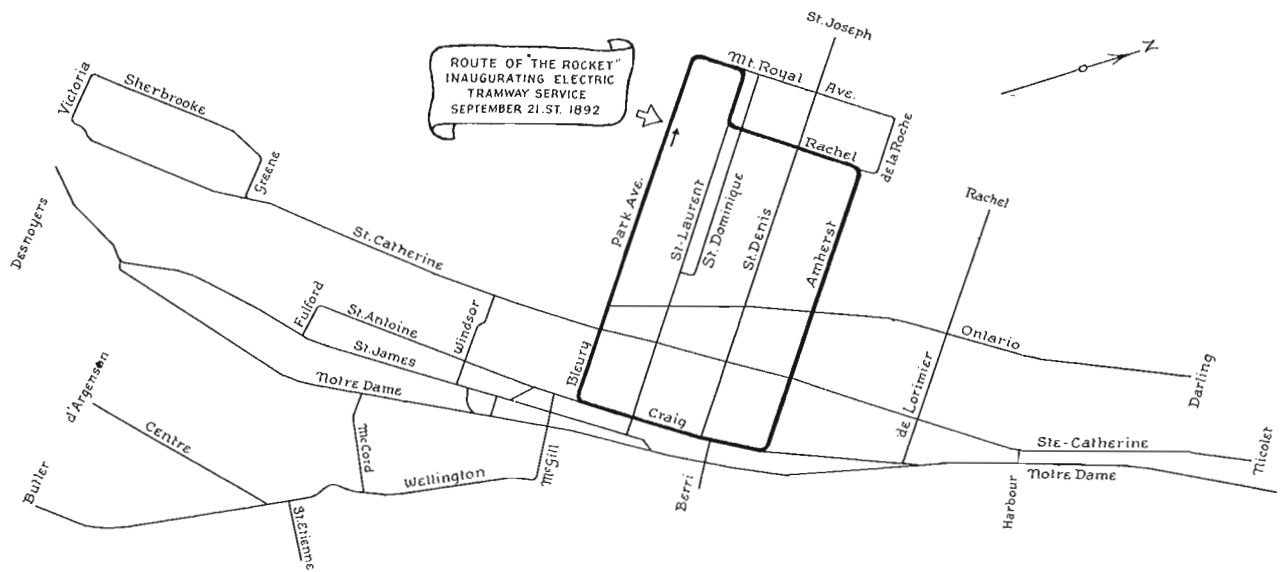 St.Joseph
ROUTE OF "THE ROCKET"
INAUGURATING ELECTRIC
TRAMWAY SERVICE
SEPTEMBER 21.ST. 1892
N
Mt.Royal Ave.
Victoria
Sherbrooke
Greene
Rachel
de la Roche
Rachel
Desnoyers
Park Ave.
St-Laurent
St.Dominique
St.Denis
Amherst
St.Catherine
Fulford
St.Antoine
Windsor
St.James
Bleury
Ontario
Notre Dame
d'Argenson
Centre
McCord
Craig
de Lorimier
Darling
McGill
Wellington
Butler
St.Etienne
Berri
Harbour
Ste-Catherine
Notre Dame
Nicolet